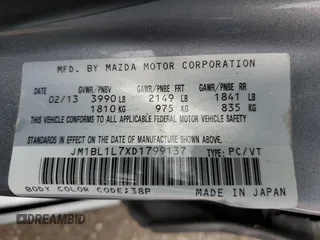 MFD. BY MAZDA MOTOR CORPORATION
GVWR/PNBV GAWR/PNBE FRT GAWR/PNBE RR
02/13 3990 LB 2149 LB 1841 LB
1810 KG 975 KG 835 KG
THIS VEHICLE CONFORMS TO ALL APPLICABLE FEDERAL MOTOR VEHICLE
SAFETY STANDARDS IN EFFECT ON THE DATE OF MANUFACTURE SHOWN ABOVE.
JM1BL1L7XD1799137 TYPE: PC/VT
BODY COLOR CODE:38P MADE IN JAPAN
DREAMBID